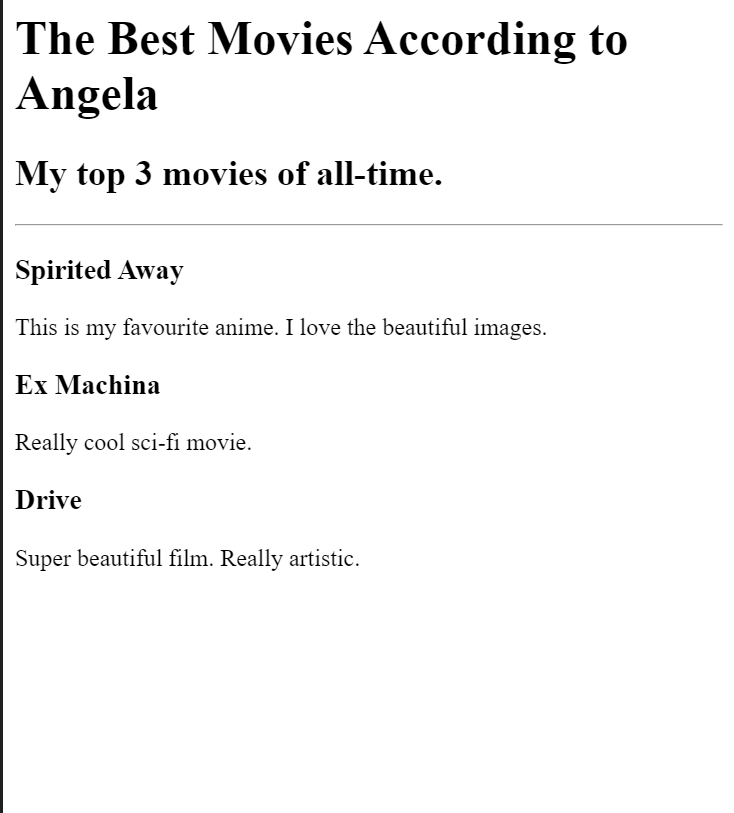 The Best Movies According to
Angela
My top 3 movies of all-time.
Spirited Away
This is my favourite anime. I love the beautiful images.
Ex Machina
Really cool sci-fi movie.
Drive
Super beautiful film. Really artistic.